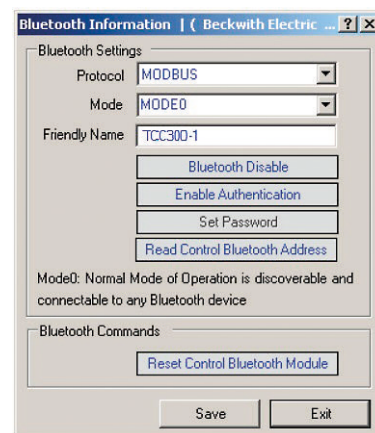 Bluetooth Information | ( Beckwith Electric ...
Bluetooth Settings
Protocol MODBUS
Mode MODE0
Friendly Name TCC300-1
Bluetooth Disable
Enable Authentication
Set Password
Read Control Bluetooth Address
Mode0: Normal Mode of Operation is discoverable and
connectable to any Bluetooth device
Bluetooth Commands
Reset Control Bluetooth Module
Save Exit